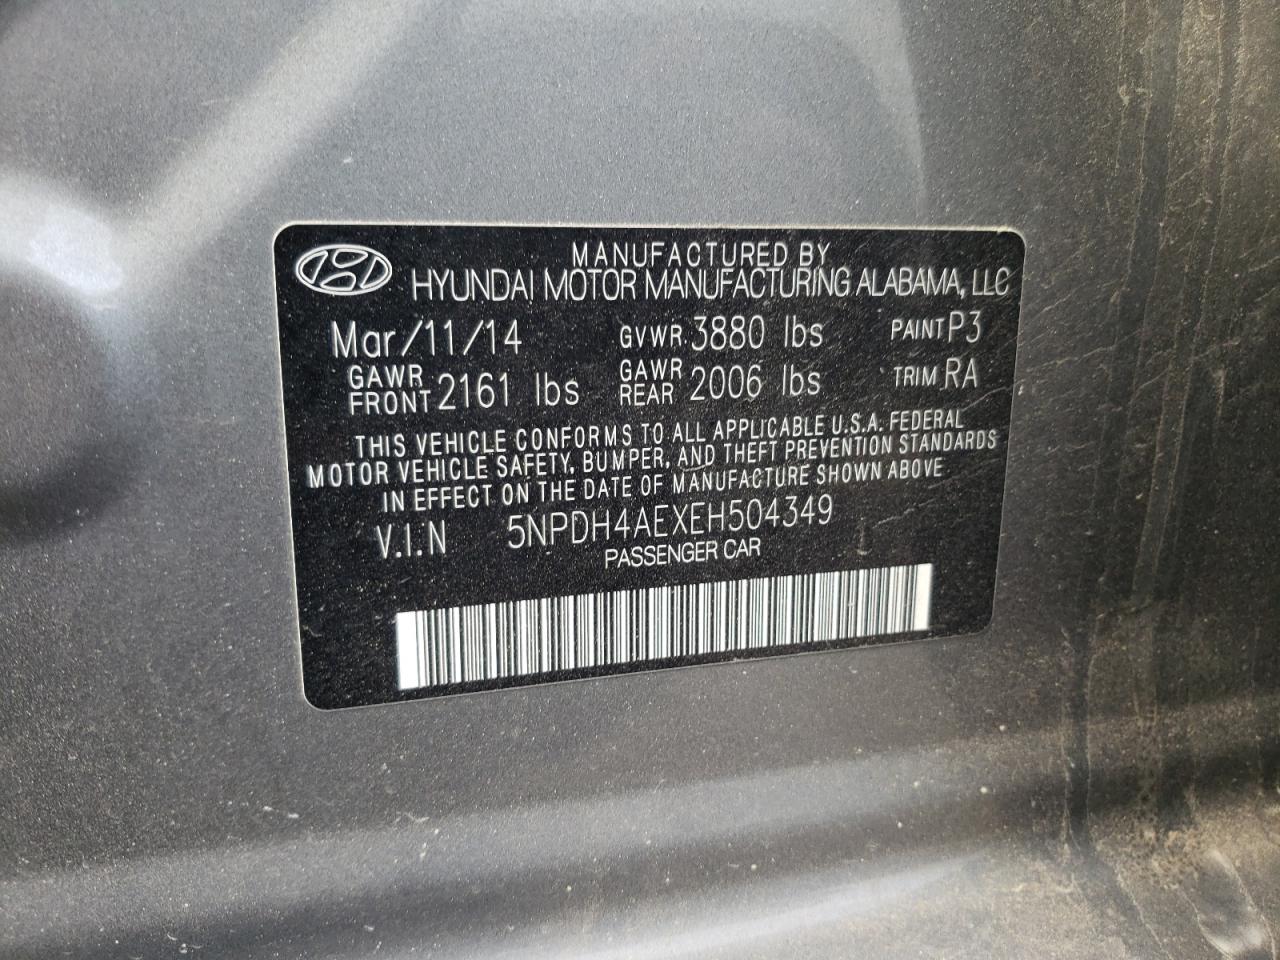 MANUFACTURED BY
HYUNDAI MOTOR MANUFACTURING ALABAMA, LLC
Mar/11/14 GVWR 3880 lbs PAINT P3
GAWR FRONT 2161 lbs GAWR REAR 2006 lbs TRIM RA
THIS VEHICLE CONFORMS TO ALL APPLICABLE U.S.A. FEDERAL
MOTOR VEHICLE SAFETY, BUMPER, AND THEFT PREVENTION STANDARDS
IN EFFECT ON THE DATE OF MANUFACTURE SHOWN ABOVE
V.I.N 5NPDH4AEXEH504349
PASSENGER CAR